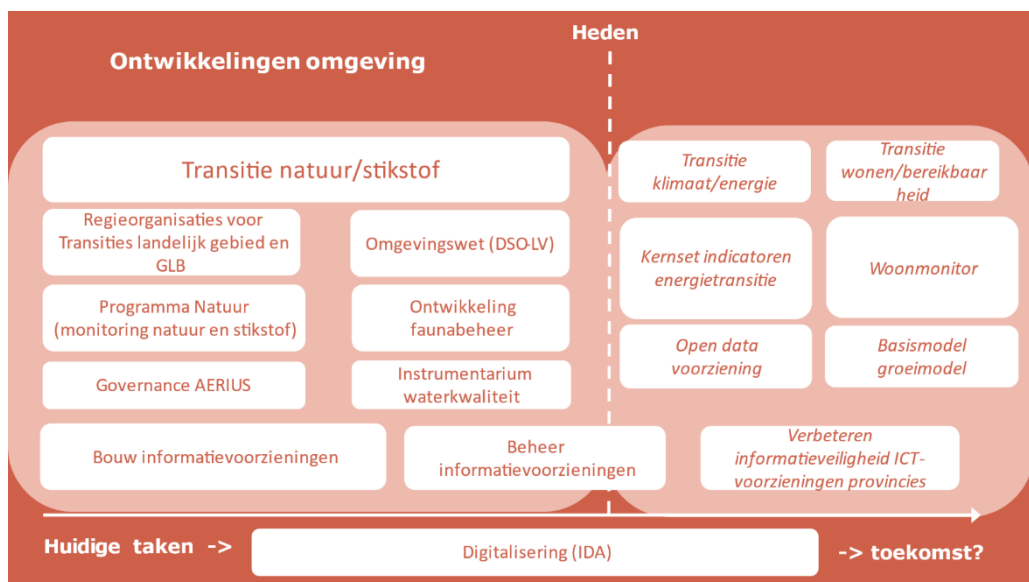 Heden
Ontwikkelingen omgeving
Transitie natuur/stikstof
Regieorganisaties voor
Transities landelijk gebied en
GLB
Omgevingswet (DSO-LV)
Programma Natuur
(monitoring natuur en stikstof)
Ontwikkeling
faunabeheer
Governance AERIUS
Instrumentarium
waterkwaliteit
Bouw informatievoorzieningen
Beheer
informatievoorzieningen
Transitie
klimaat/energie
Transitie
wonen/bereikbaar
heid
Kernset indicatoren
energietransitie
Woonmonitor
Open data
voorziening
Basismodel
groeimodel
Verbeteren
informatieveiligheid ICT-
voorzieningen provincies
Huidige taken ->
Digitalisering (IDA)
-> toekomst?